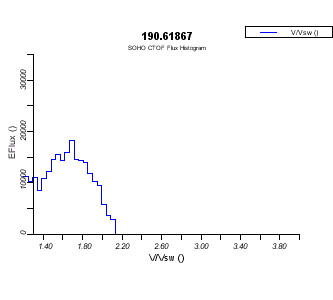 190.61867
SOHO CTOF Flux Histogram
V/Vsw ()
EFlux ()
30000
20000
10000
0
1.40 1.80 2.20 2.60 3.00 3.40 3.80
V/Vsw ()